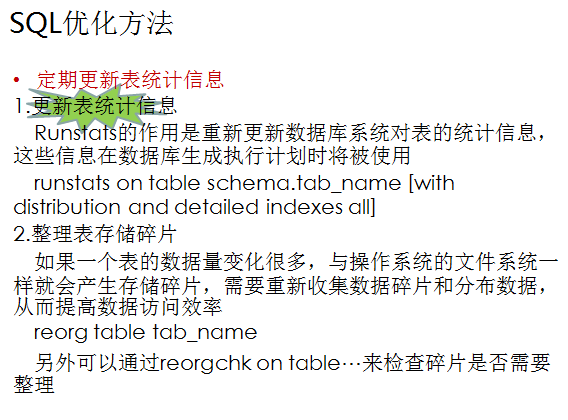 SQL优化方法
• 定期更新表统计信息
1.更新表统计信息
Runstats的作用是重新更新数据库系统对表的统计信息，
这些信息在数据库生成执行计划时将被使用
runstats on table schema.tab_name [with
distribution and detailed indexes all]
2.整理表存储碎片
如果一个表的数据量变化很多，与操作系统的文件系统一
样就会产生存储碎片，需要重新收集数据碎片和分布数据，
从而提高数据访问效率
reorg table tab_name
另外可以通过reorgchk on table…来检查碎片是否需要
整理